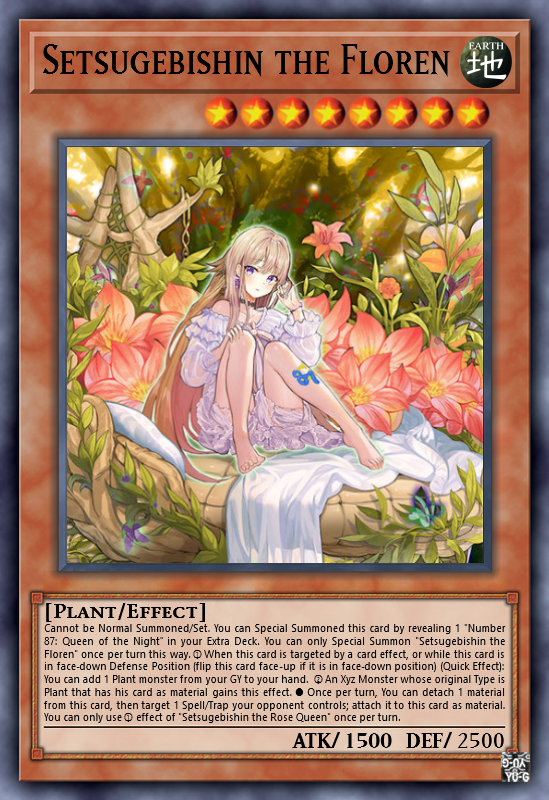 Setsugebishin the Floren
EARTH
地
87
[Plant/Effect]
Cannot be Normal Summoned/Set. You can Special Summoned this card by revealing 1 "Number
87: Queen of the Night" in your Extra Deck. You can only Special Summon "Setsugebishin the
Floren" once per turn this way.①When this card is targeted by a card effect, or while this card is
in face-down Defense Position (flip this card face-up if it is in face-down position) (Quick Effect):
You can add 1 Plant monster from your GY to your hand. ②An Xyz Monster whose original Type is
Plant that has his card as material gains this effect. ● Once per turn, You can detach 1 material
from this card, then target 1 Spell/Trap your opponent controls; attach it to this card as material.
You can only use① effect of "Setsugebishin the Rose Queen" once per turn.
ATK/ 1500 DEF/ 2500